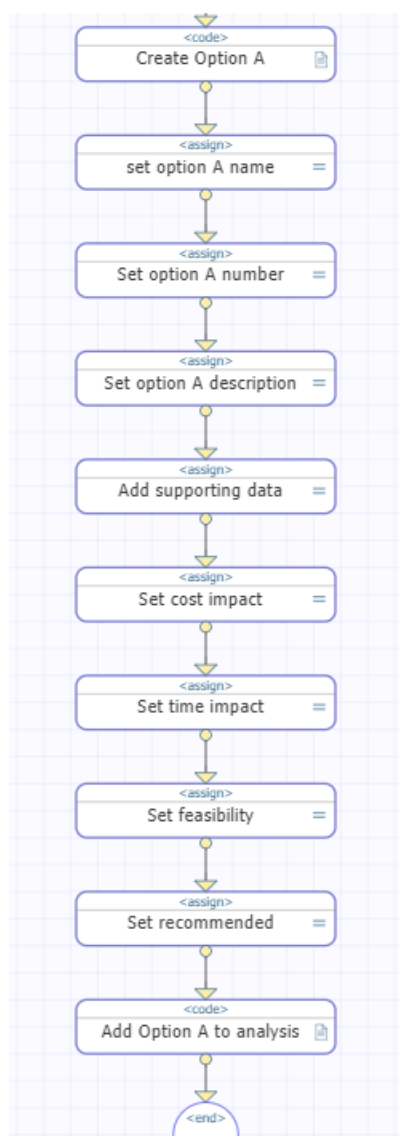 <code>
Create Option A
<assign>
set option A name
<assign>
Set option A number
<assign>
Set option A description
<assign>
Add supporting data
<assign>
Set cost impact
<assign>
Set time impact
<assign>
Set feasibility
<assign>
Set recommended
<code>
Add Option A to analysis
<end>